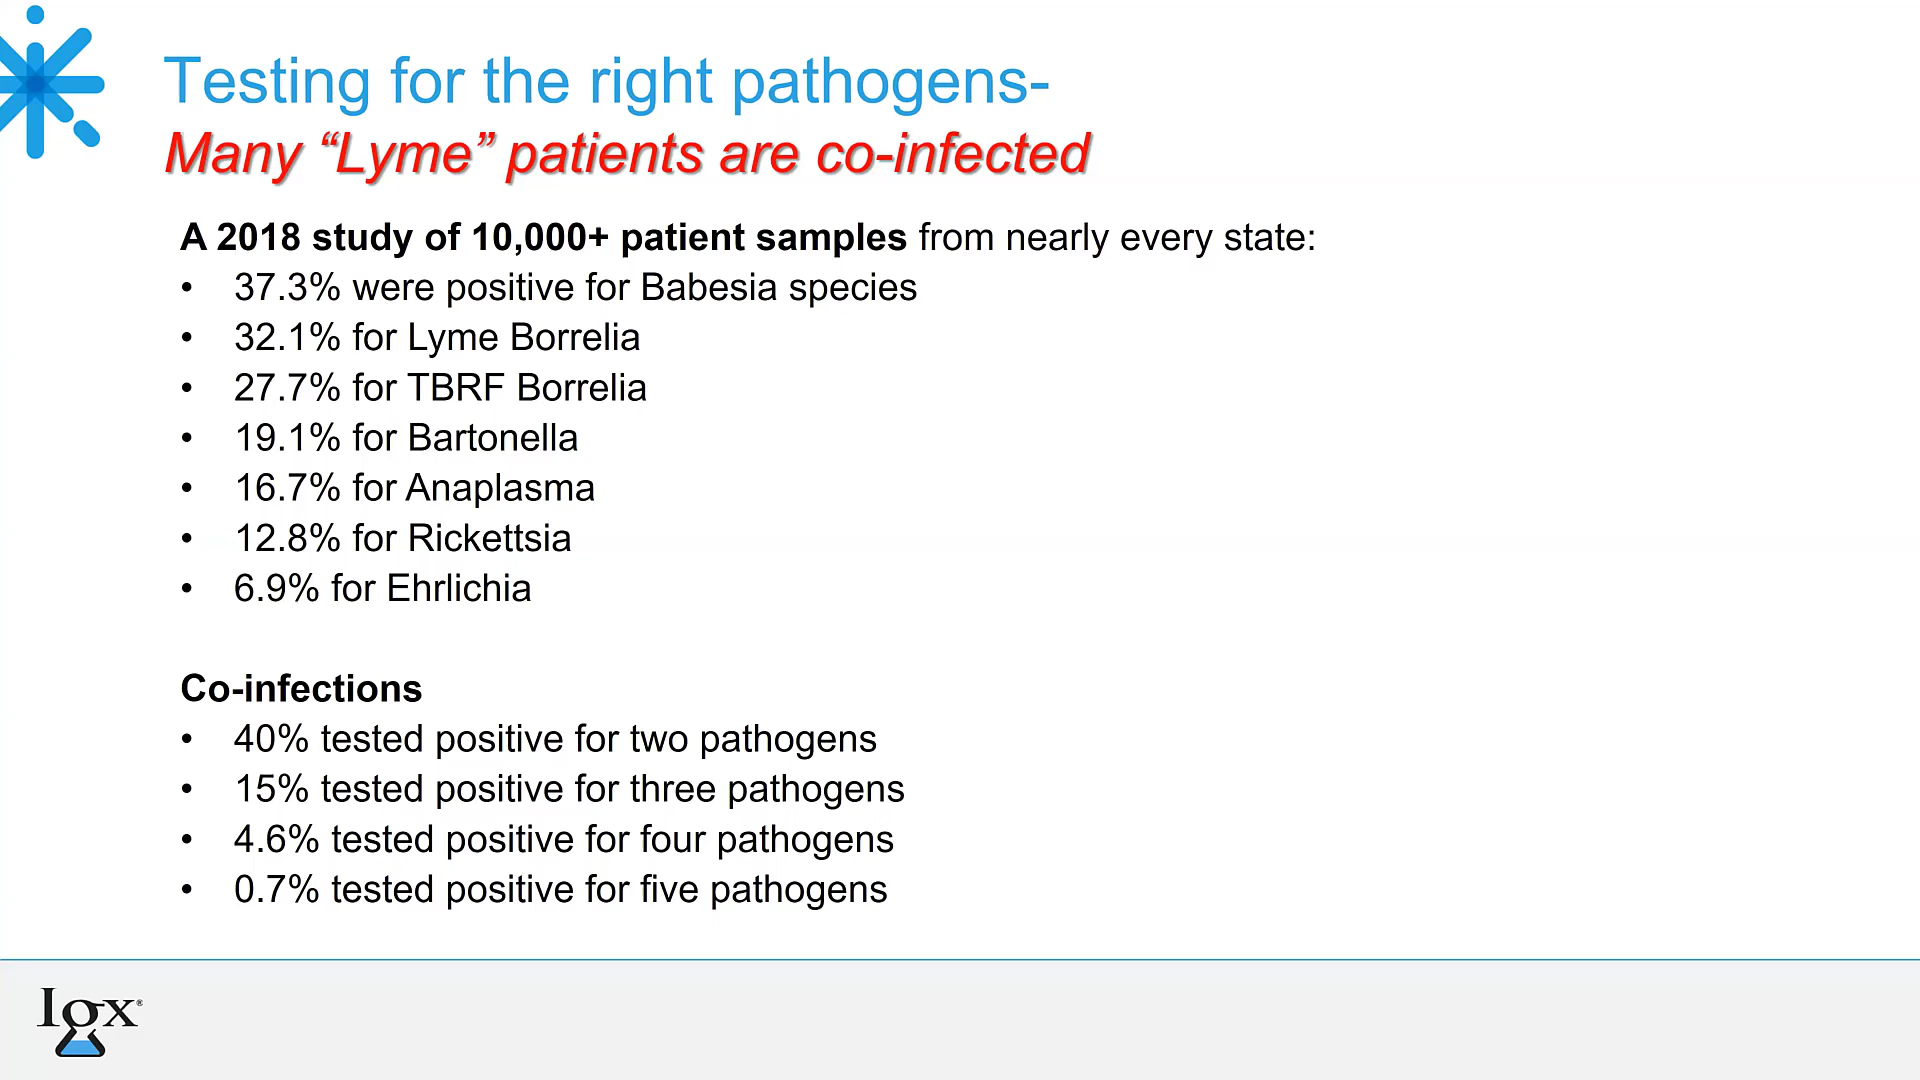 Testing for the right pathogens-
Many “Lyme” patients are co-infected
A 2018 study of 10,000+ patient samples from nearly every state:
• 37.3% were positive for Babesia species
• 32.1% for Lyme Borrelia
• 27.7% for TBRF Borrelia
• 19.1% for Bartonella
• 16.7% for Anaplasma
• 12.8% for Rickettsia
• 6.9% for Ehrlichia
Co-infections
• 40% tested positive for two pathogens
• 15% tested positive for three pathogens
• 4.6% tested positive for four pathogens
• 0.7% tested positive for five pathogens
Igx®